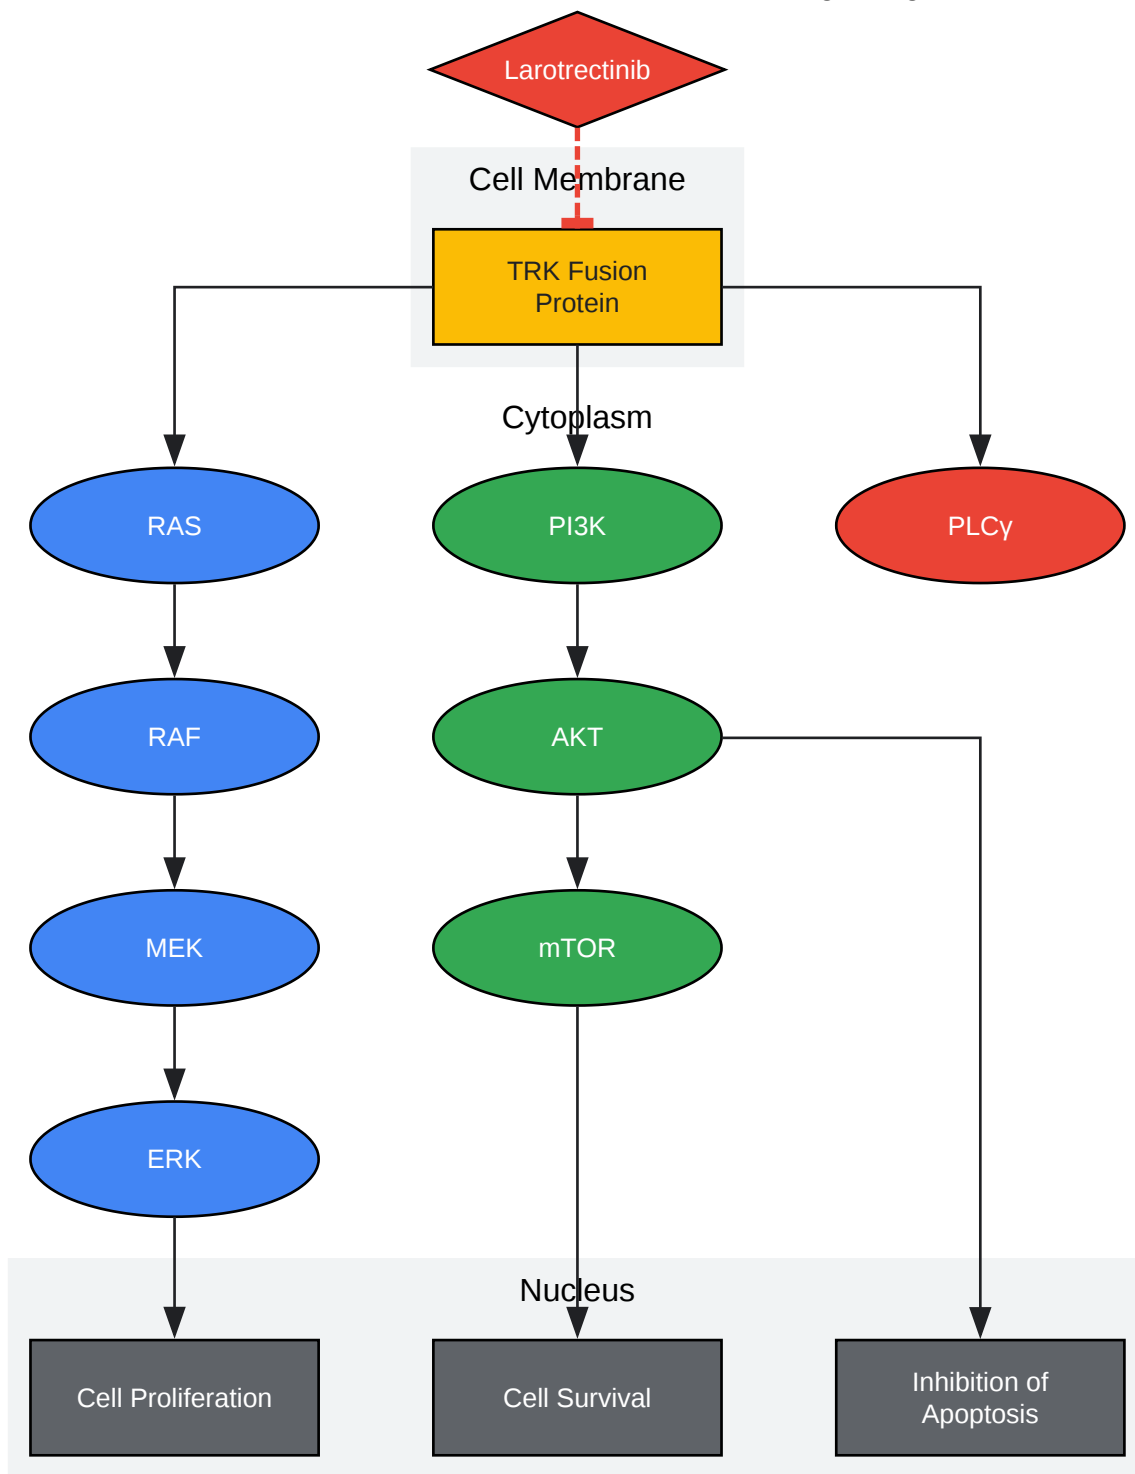 Larotrectinib
Cell Membrane
TRK Fusion
Protein
Cytoplasm
RAS
PI3K
PLCγ
RAF
AKT
MEK
mTOR
ERK
Nucleus
Cell Proliferation
Cell Survival
Inhibition of
Apoptosis